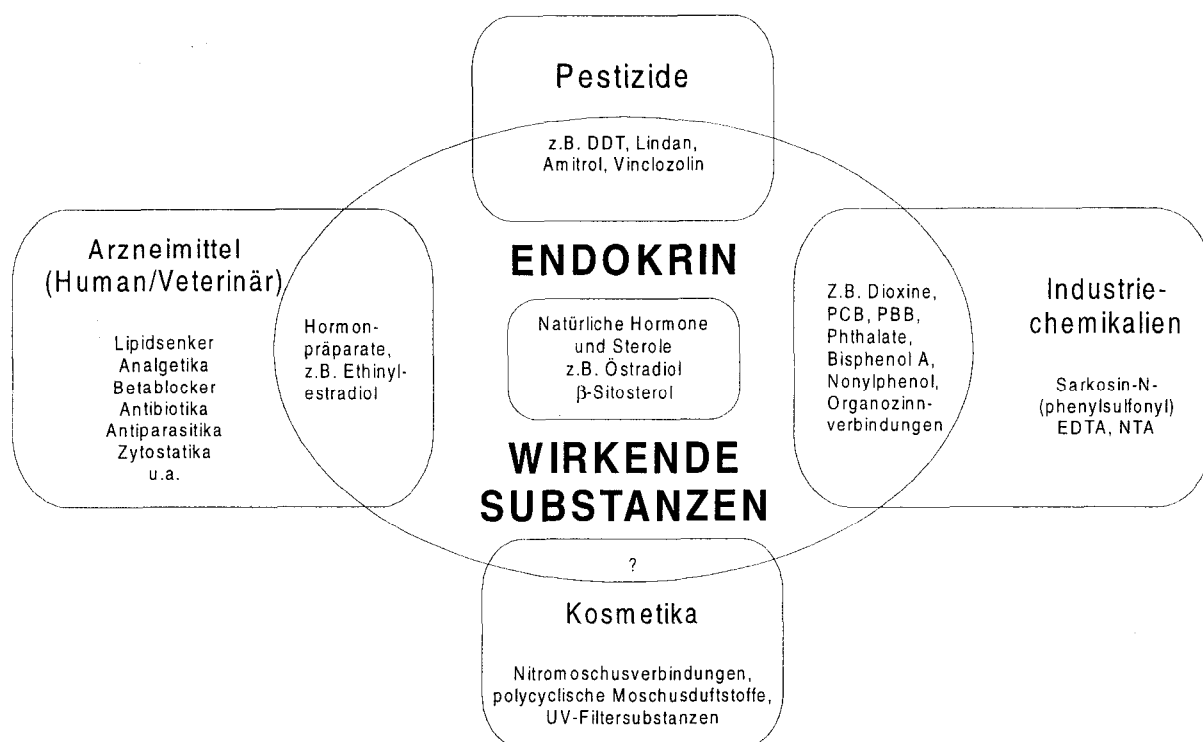 Pestizide
z.B. DDT, Lindan,
Amitrol, Vinclozolin
Arzneimittel
(Human/Veterinär)
Lipidsenker
Analgetika
Betablocker
Antibiotika
Antiparasitika
Zytostatika
u.a.
Hormon-
präparate,
z.B. Ethinyl-
estradiol
ENDOKRIN
Natürliche Hormone
und Sterole
z.B. Östradiol
β-Sitosterol
WIRKENDE
SUBSTANZEN
Z.B. Dioxine,
PCB, PBB,
Phthalate,
Bisphenol A,
Nonylphenol,
Organozinn-
verbindungen
Industrie-
chemikalien
Sarkosin-N-
(phenylsulfonyl)
EDTA, NTA
?
Kosmetika
Nitromoschusverbindungen,
polycyclische Moschusduftstoffe,
UV-Filtersubstanzen